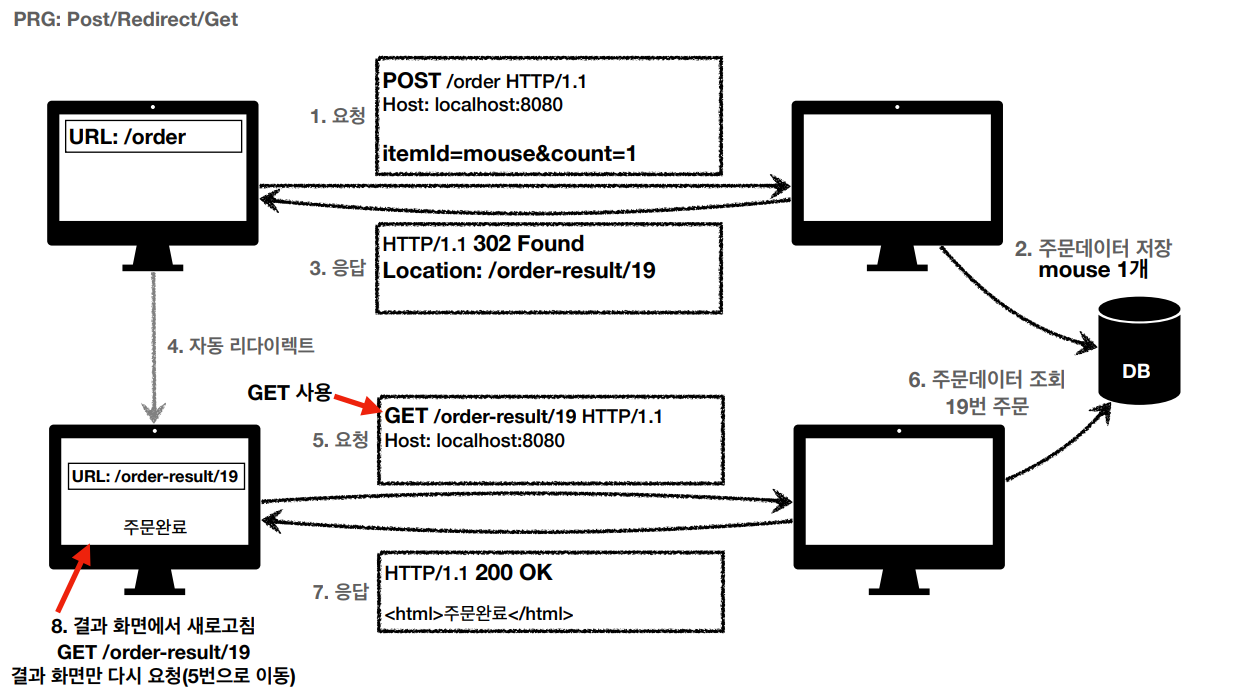 PRG: Post/Redirect/Get
URL: /order
1. 요청
POST /order HTTP/1.1
Host: localhost:8080
itemId=mouse&count=1
2. 주문데이터 저장
mouse 1개
3. 응답
HTTP/1.1 302 Found
Location: /order-result/19
4. 자동 리다이렉트
DB
GET 사용
5. 요청
GET /order-result/19 HTTP/1.1
Host: localhost:8080
6. 주문데이터 조회
19번 주문
URL: /order-result/19
주문완료
7. 응답
HTTP/1.1 200 OK
<html>주문완료</html>
8. 결과 화면에서 새로고침
GET /order-result/19
결과 화면만 다시 요청(5번으로 이동)